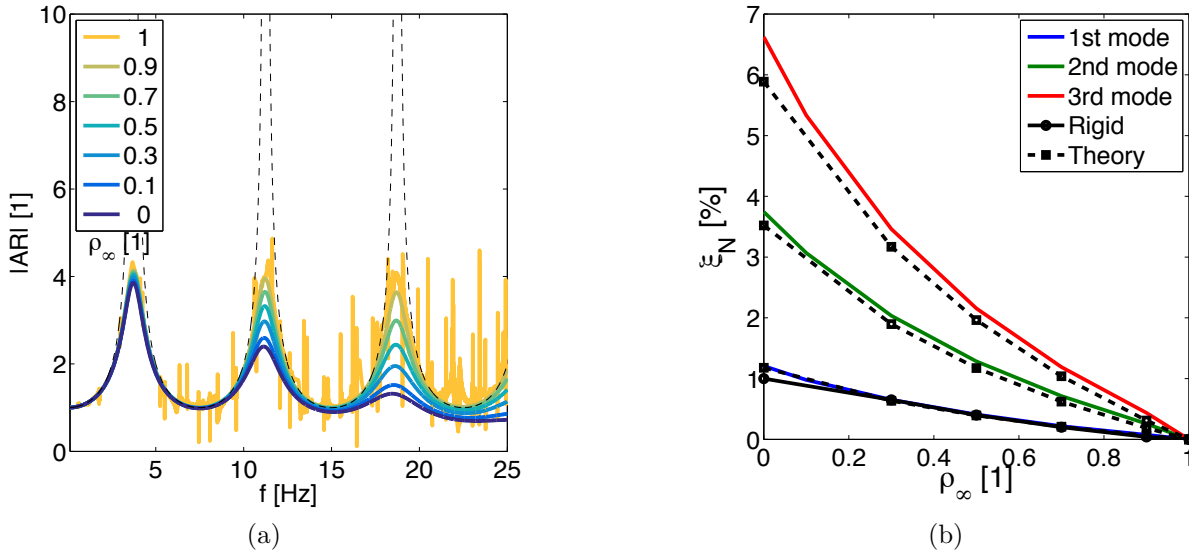 10
8
6
4
2
0
|AR| [1]
1
0.9
0.7
0.5
0.3
0.1
0
ρ∞ [1]
5
10
15
20
25
f [Hz]
(a)
7
6
5
4
3
2
1
0
ξN [%]
1st mode
2nd mode
3rd mode
Rigid
Theory
0
0.2
0.4
0.6
0.8
1
ρ∞ [1]
(b)